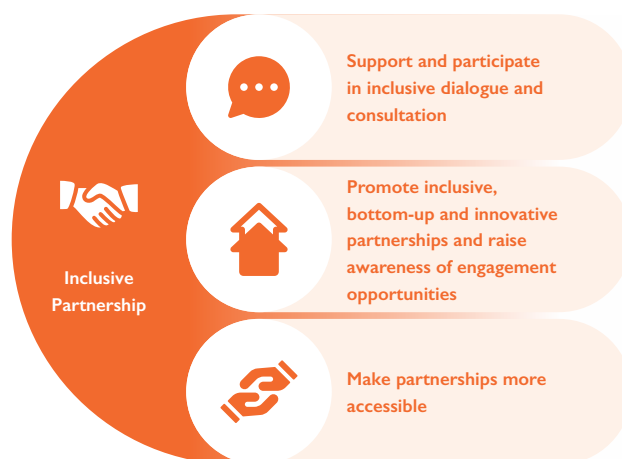 Inclusive
Partnership
Support and participate
in inclusive dialogue and
consultation
Promote inclusive,
bottom-up and innovative
partnerships and raise
awareness of engagement
opportunities
Make partnerships more
accessible